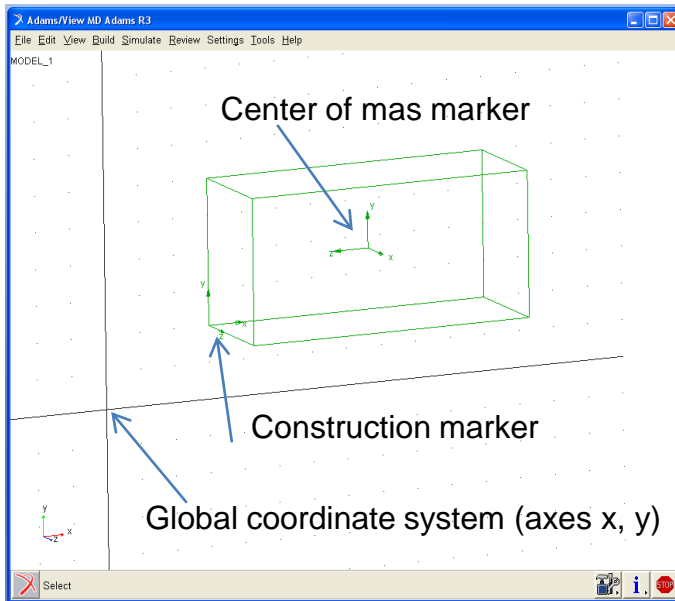 Adams/View MD Adams R3
File Edit View Build Simulate Review Settings Tools Help
MODEL_1
Center of mas marker
y
z
x
y
x
z
Construction marker
Global coordinate system (axes x, y)
y
x
z
Select
i
STOP